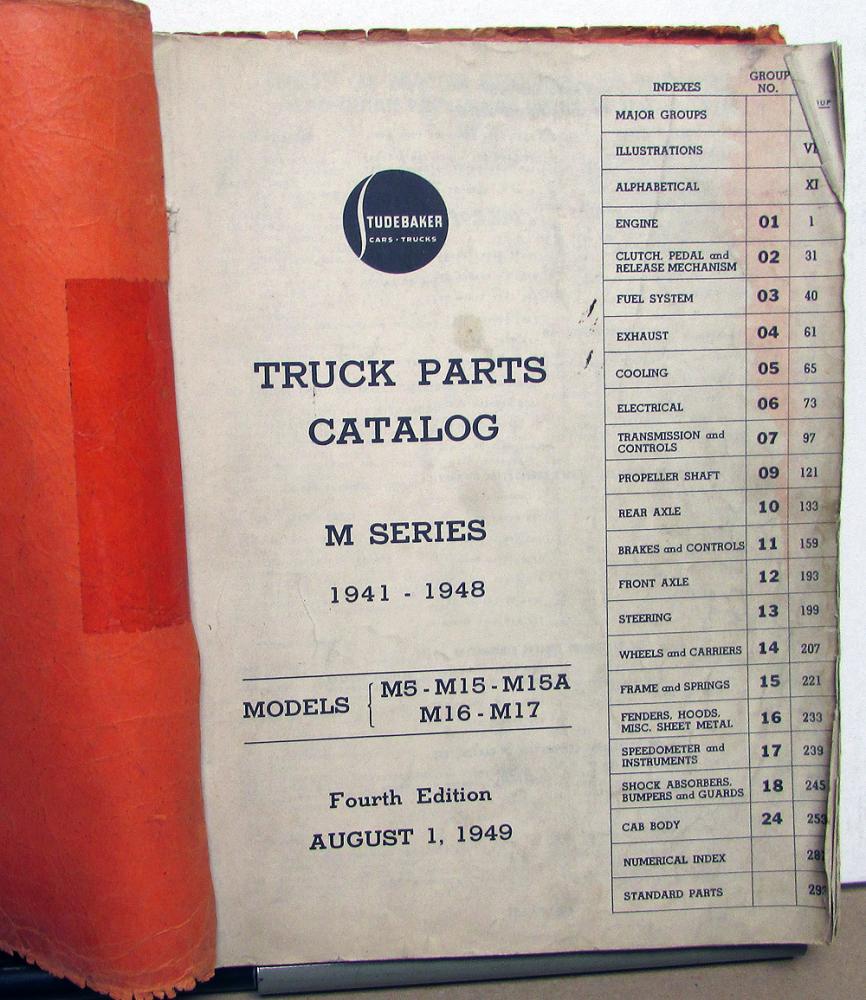 STUDEBAKER
CARS - TRUCKS
TRUCK PARTS
CATALOG
M SERIES
1941 - 1948
MODELS { M5 - M15 - M15A
M16 - M17
Fourth Edition
AUGUST 1, 1949
INDEXES GROUP NO.
MAJOR GROUPS
ILLUSTRATIONS
ALPHABETICAL XI
ENGINE 01 1
CLUTCH, PEDAL and
RELEASE MECHANISM 02 31
FUEL SYSTEM 03 40
EXHAUST 04 61
COOLING 05 65
ELECTRICAL 06 73
TRANSMISSION and
CONTROLS 07 97
PROPELLER SHAFT 09 121
REAR AXLE 10 133
BRAKES and CONTROLS 11 159
FRONT AXLE 12 193
STEERING 13 199
WHEELS and CARRIERS 14 207
FRAME and SPRINGS 15 221
FENDERS, HOODS,
MISC. SHEET METAL 16 233
SPEEDOMETER and
INSTRUMENTS 17 239
SHOCK ABSORBERS,
BUMPERS and GUARDS 18 245
CAB BODY 24 253
NUMERICAL INDEX
STANDARD PARTS